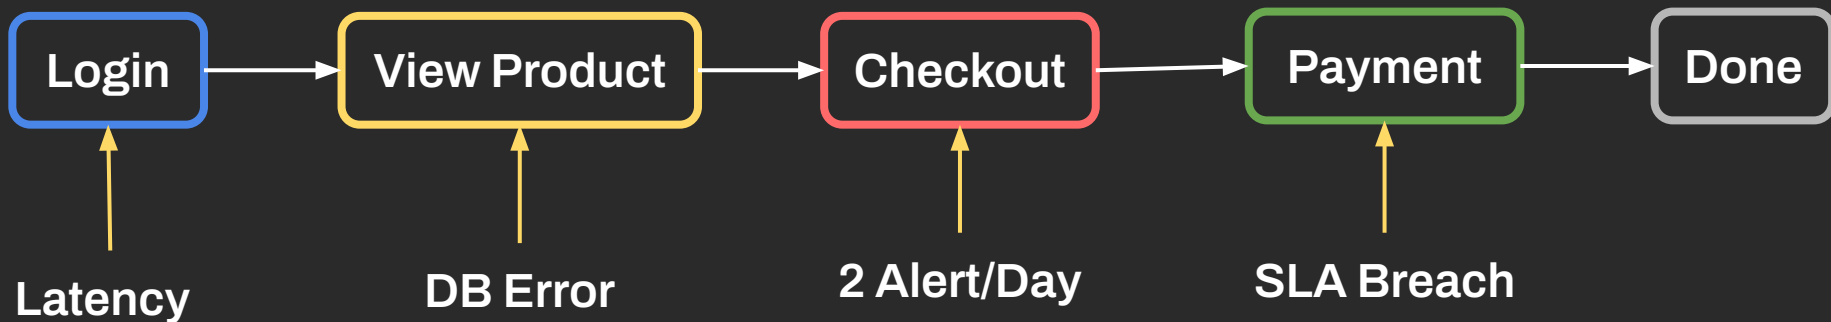 Login
View Product
Checkout
Payment
Done
Latency
DB Error
2 Alert/Day
SLA Breach